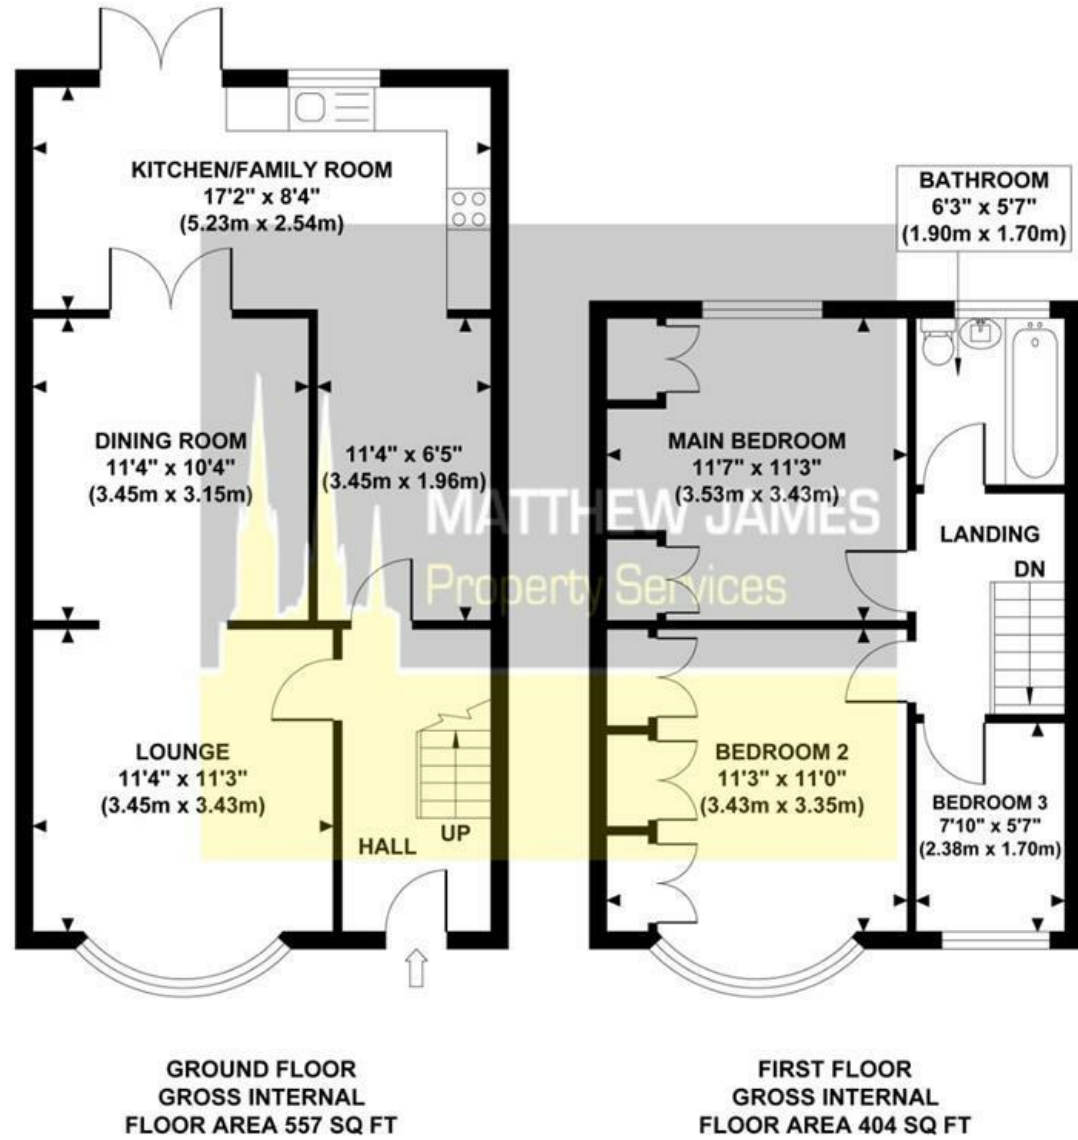 KITCHEN/FAMILY ROOM
17'2" x 8'4"
(5.23m x 2.54m)
BATHROOM
6'3" x 5'7"
(1.90m x 1.70m)
DINING ROOM
11'4" x 10'4"
(3.45m x 3.15m)
11'4" x 6'5"
(3.45m x 1.96m)
MAIN BEDROOM
11'7" x 11'3"
(3.53m x 3.43m)
MATTHEW JAMES
Property Services
LANDING
DN
LOUNGE
11'4" x 11'3"
(3.45m x 3.43m)
UP
HALL
BEDROOM 2
11'3" x 11'0"
(3.43m x 3.35m)
BEDROOM 3
7'10" x 5'7"
(2.38m x 1.70m)
GROUND FLOOR
GROSS INTERNAL
FLOOR AREA 557 SQ FT
FIRST FLOOR
GROSS INTERNAL
FLOOR AREA 404 SQ FT